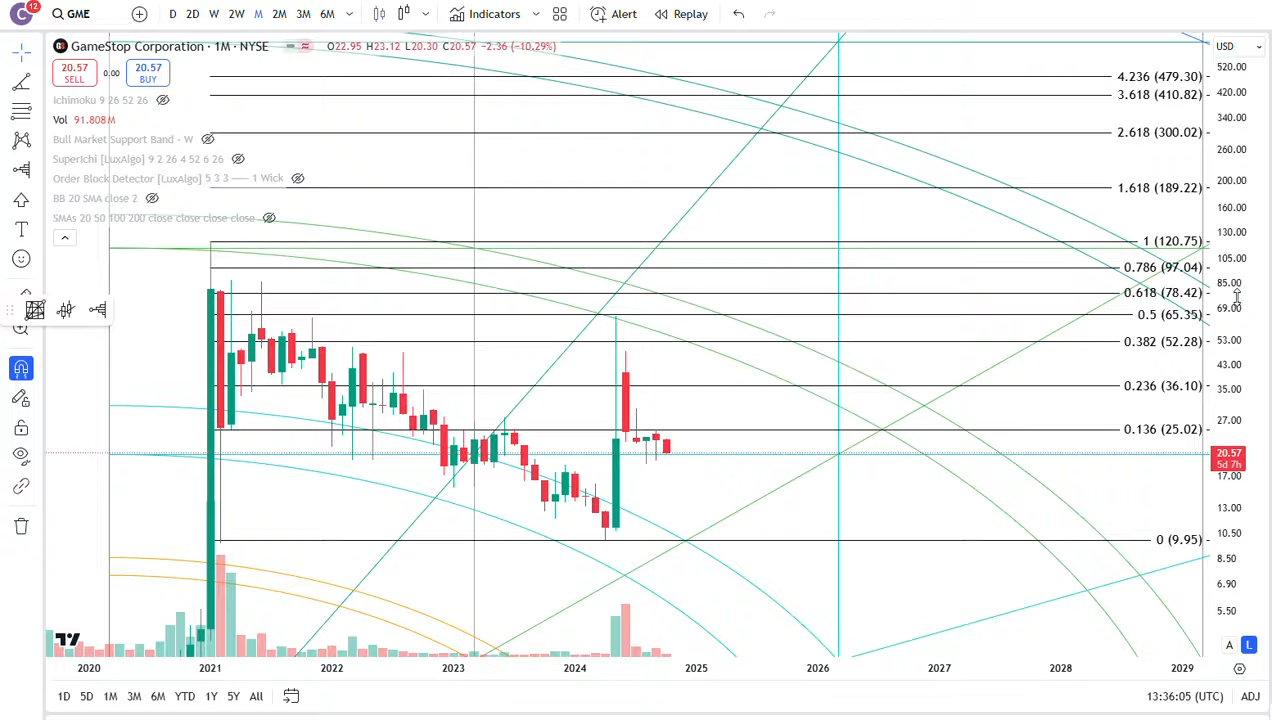 C 12 GME D 2D W 2W M 2M 3M 6M Indicators Alert Replay
GameStop Corporation · 1M · NYSE O22.95 H23.12 L20.30 C20.57 −2.36 (−10.29%) USD
20.57 SELL 0.00 20.57 BUY
Ichimoku 9 26 52 26
Vol 91.808M
Bull Market Support Band · W
SuperIchi [LuxAlgo] 9 2 26 4 52 6 26
Order Block Detector [LuxAlgo] 5 3 3 —— 1 Wick
BB 20 SMA close 2
SMAs 20 50 100 200 close close close close
4.236 (479.30)
3.618 (410.82)
2.618 (300.02)
1.618 (189.22)
1 (120.75)
0.786 (97.04)
0.618 (78.42)
0.5 (65.35)
0.382 (52.28)
0.236 (36.10)
0.136 (25.02)
0 (9.95)
520.00
420.00
340.00
260.00
200.00
160.00
130.00
105.00
85.00
69.00
53.00
43.00
35.00
27.00
20.57
5d 7h
17.00
13.00
10.50
8.50
6.90
5.50
A L
2020 2021 2022 2023 2024 2025 2026 2027 2028 2029
1D 5D 1M 3M 6M YTD 1Y 5Y All 13:36:05 (UTC) ADJ